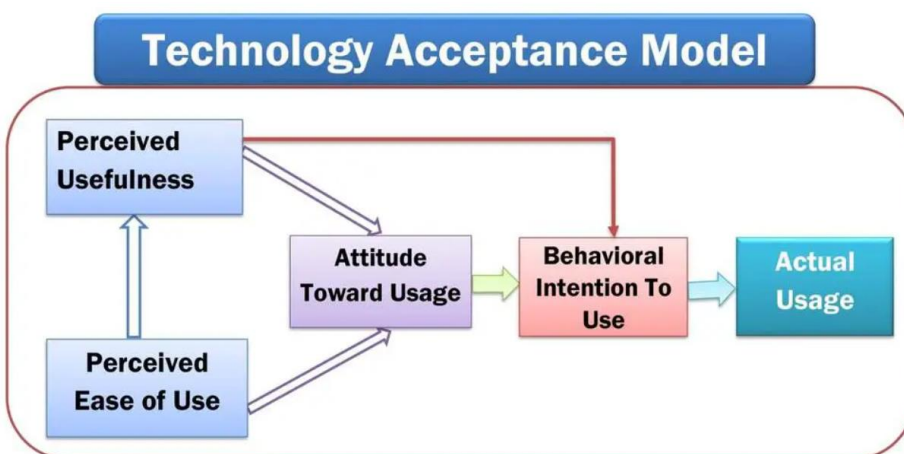 Technology Acceptance Model
Perceived
Usefulness
Attitude
Toward Usage
Behavioral
Intention To
Use
Actual
Usage
Perceived
Ease of Use